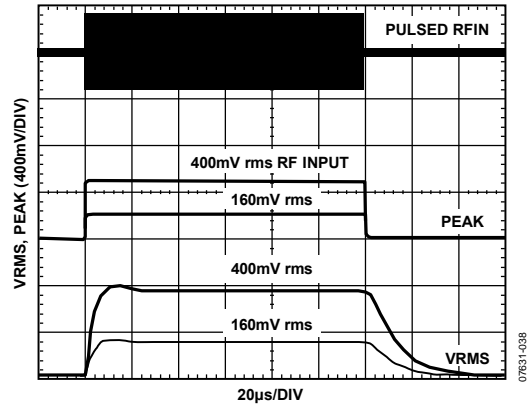 PULSED RFIN
400mV rms RF INPUT
160mV rms
PEAK
400mV rms
160mV rms
VRMS
VRMS, PEAK (400mV/DIV)
20µs/DIV
07631-038